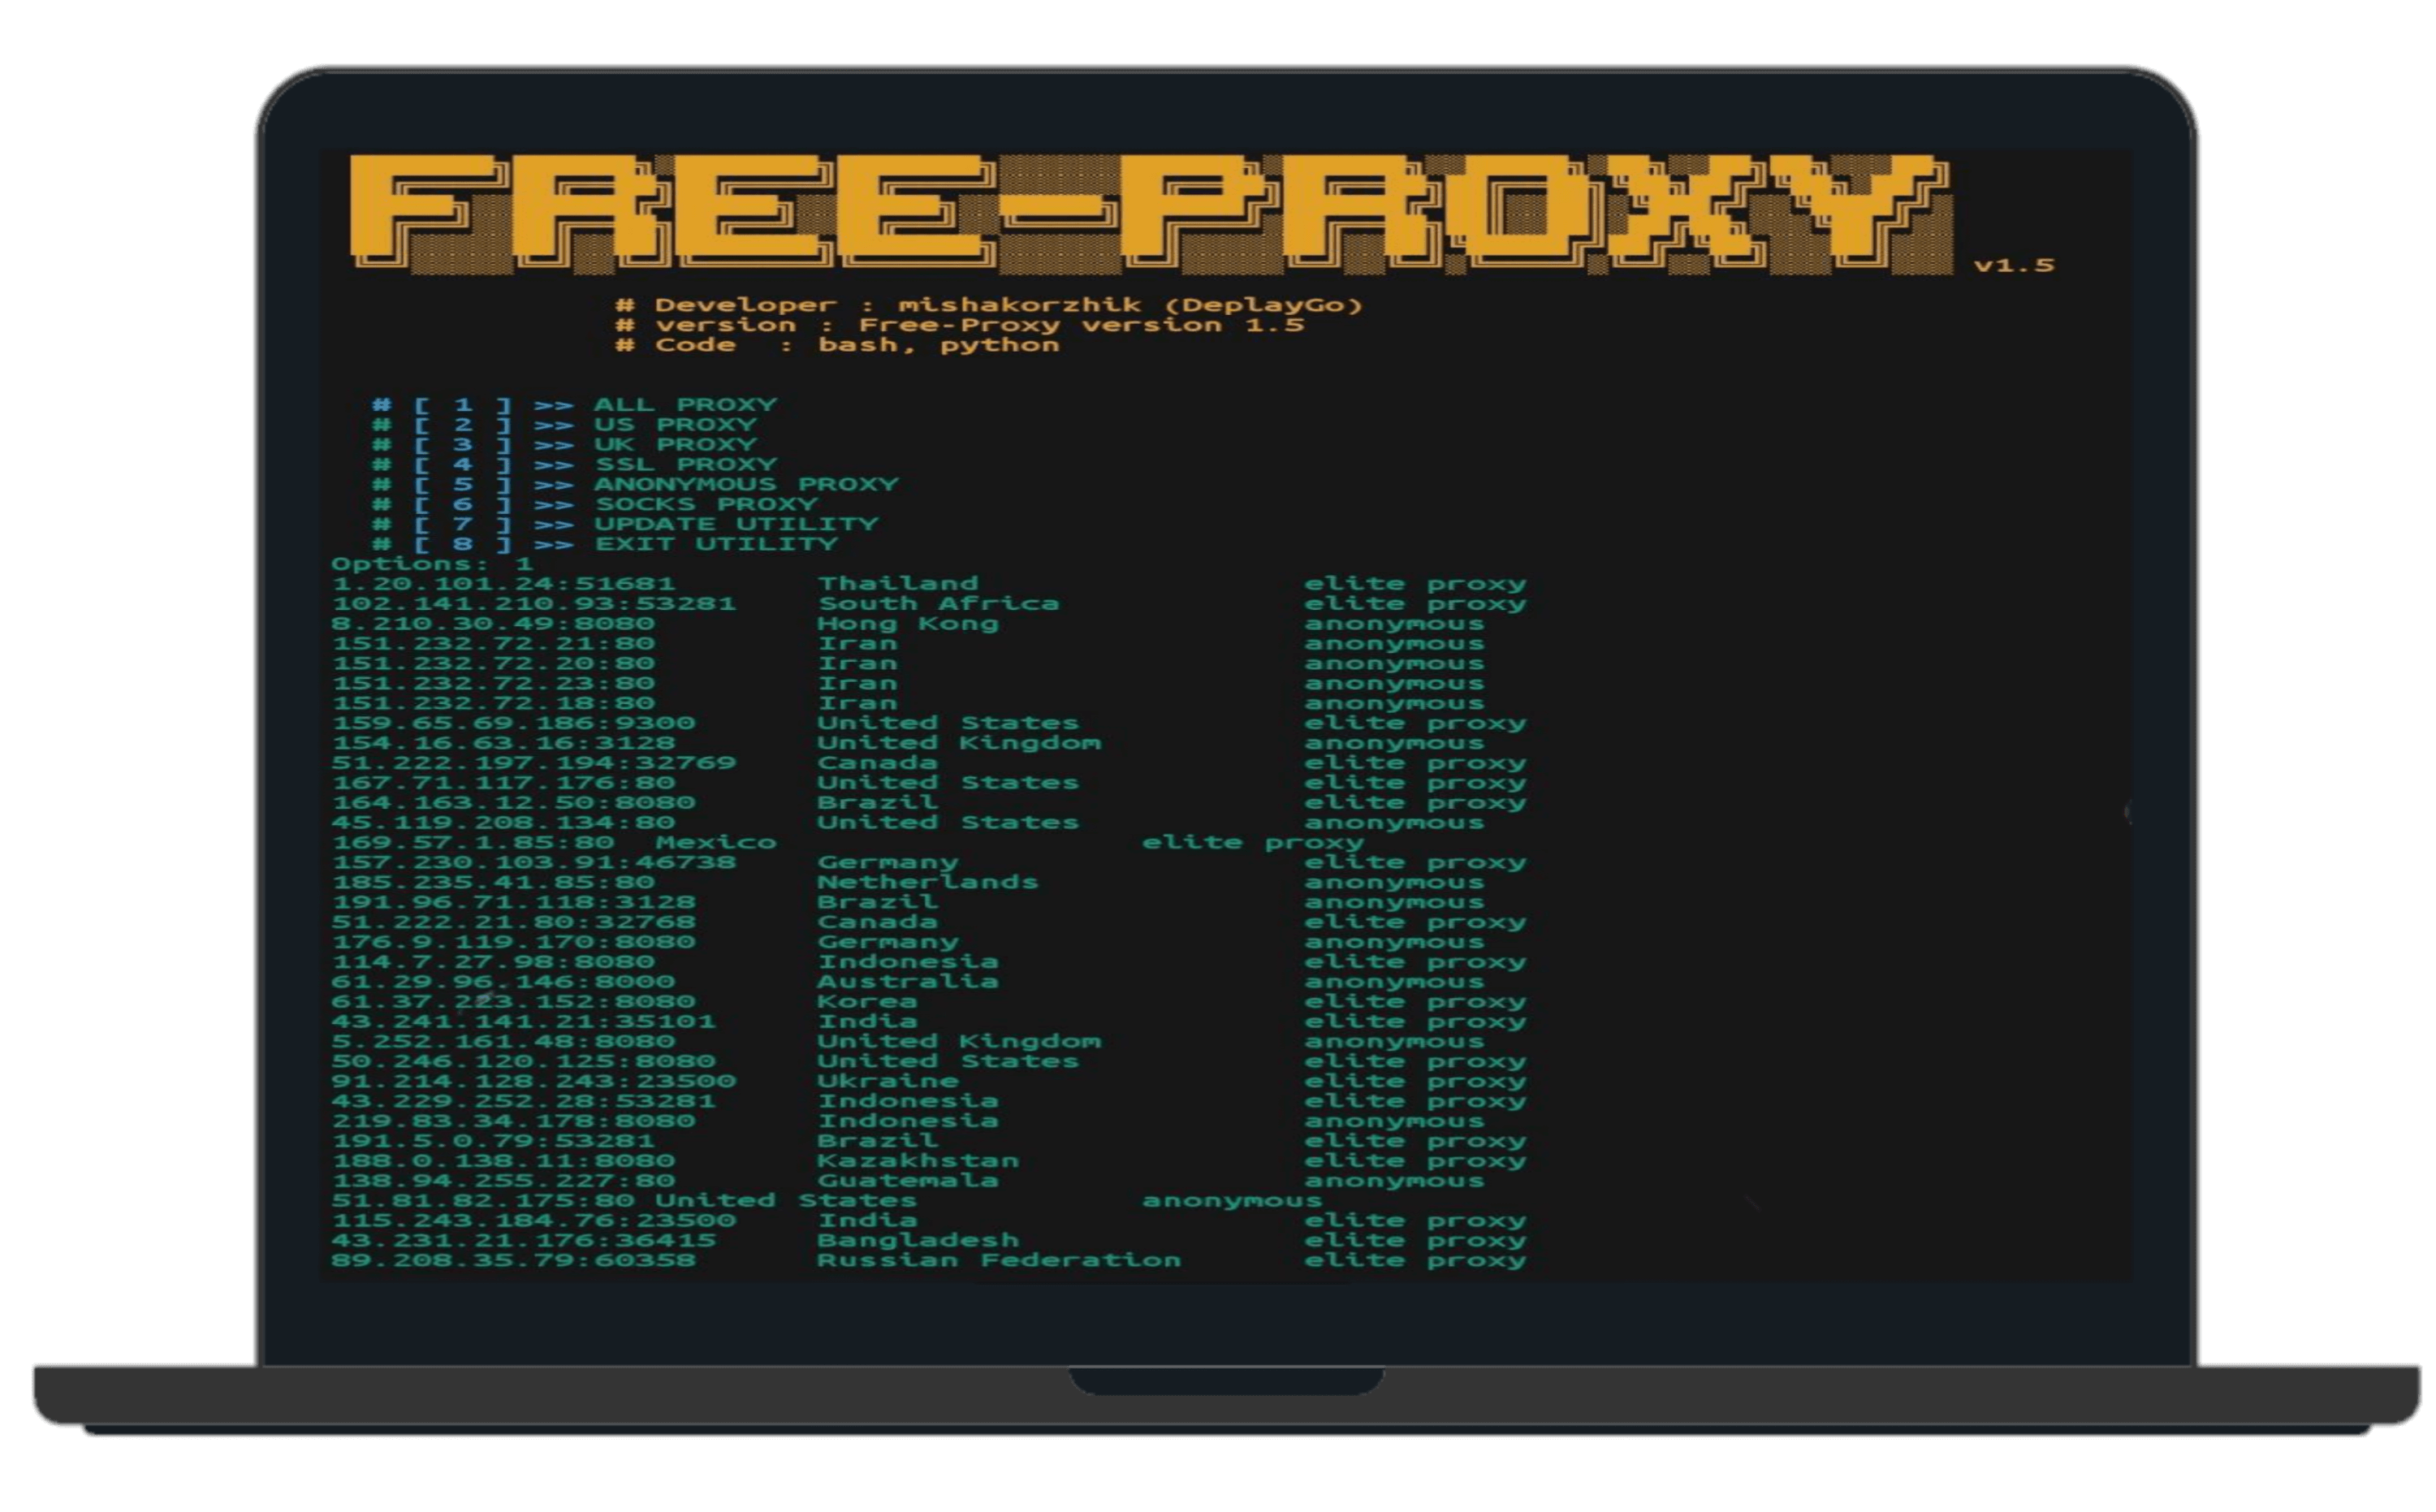 FREE-PROXY v1.5
# Developer : mishakorzhik (DeplayGo)
# version : Free-Proxy version 1.5
# Code  : bash, python
# [ 1 ] >> ALL PROXY
# [ 2 ] >> US PROXY
# [ 3 ] >> UK PROXY
# [ 4 ] >> SSL PROXY
# [ 5 ] >> ANONYMOUS PROXY
# [ 6 ] >> SOCKS PROXY
# [ 7 ] >> UPDATE UTILITY
# [ 8 ] >> EXIT UTILITY
Options: 1
1.20.101.24:51681 Thailand elite proxy
102.141.210.93:53281 South Africa elite proxy
8.210.30.49:8080 Hong Kong anonymous
151.232.72.21:80 Iran anonymous
151.232.72.20:80 Iran anonymous
151.232.72.23:80 Iran anonymous
151.232.72.18:80 Iran anonymous
159.65.69.186:9300 United States elite proxy
154.16.63.16:3128 United Kingdom anonymous
51.222.197.194:32769 Canada elite proxy
167.71.117.176:80 United States elite proxy
164.163.12.50:8080 Brazil elite proxy
45.119.208.134:80 United States anonymous
169.57.1.85:80 Mexico elite proxy
157.230.103.91:46738 Germany elite proxy
185.235.41.85:80 Netherlands anonymous
191.96.71.118:3128 Brazil anonymous
51.222.21.80:32768 Canada elite proxy
176.9.119.170:8080 Germany anonymous
114.7.27.98:8080 Indonesia elite proxy
61.29.96.146:8000 Australia anonymous
61.37.223.152:8080 Korea elite proxy
43.241.141.21:35101 India elite proxy
5.252.161.48:8080 United Kingdom anonymous
50.246.120.125:8080 United States elite proxy
91.214.128.243:23500 Ukraine elite proxy
43.229.252.28:53281 Indonesia elite proxy
219.83.34.178:8080 Indonesia anonymous
191.5.0.79:53281 Brazil elite proxy
188.0.138.11:8080 Kazakhstan elite proxy
138.94.255.227:80 Guatemala anonymous
51.81.82.175:80 United States anonymous
115.243.184.76:23500 India elite proxy
43.231.21.176:36415 Bangladesh elite proxy
89.208.35.79:60358 Russian Federation elite proxy